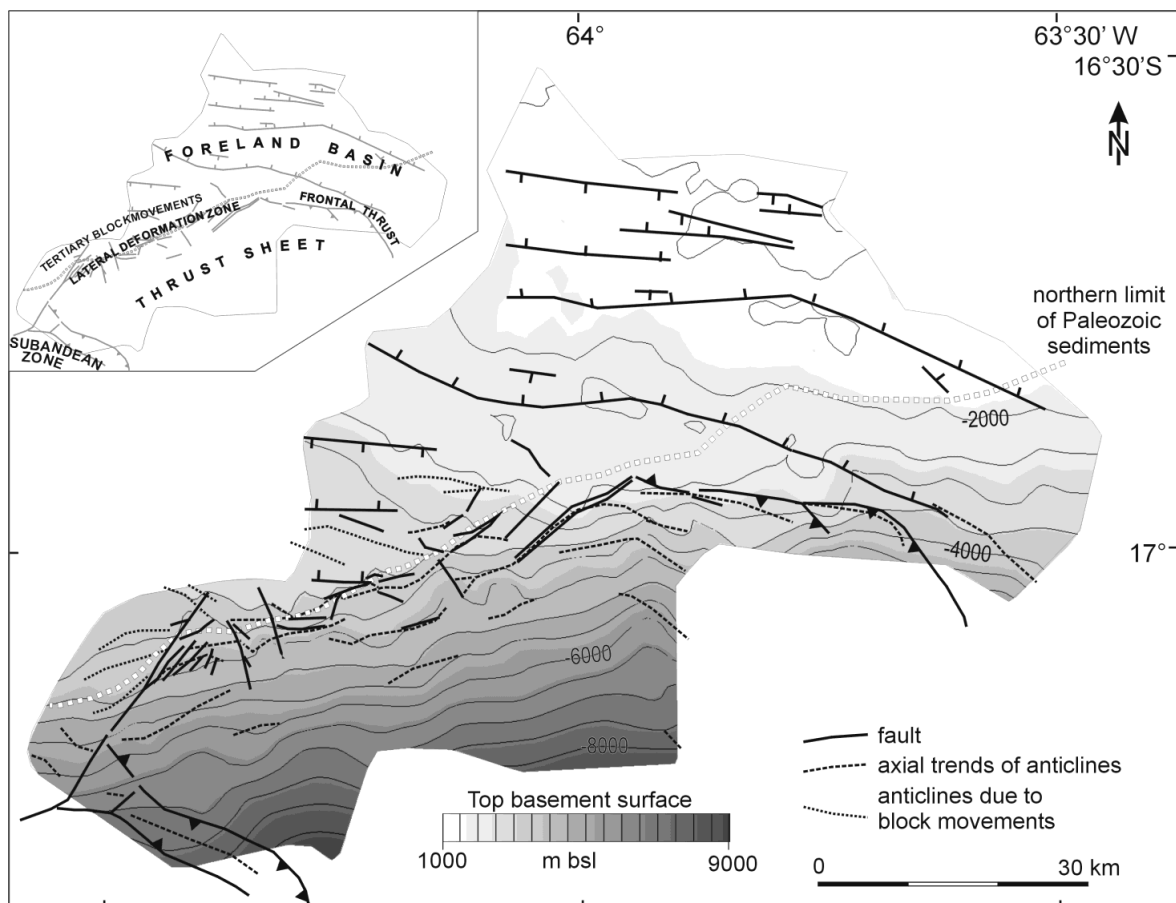 64°
63°30’ W
16°30’S
N
FORELAND BASIN
TERTIARY BLOCKMOVEMENTS
LATERAL DEFORMATION ZONE
FRONTAL THRUST
THRUST SHEET
SUBANDEAN
ZONE
northern limit
of Paleozoic
sediments
-2000
-4000
17°
-6000
-8000
fault
axial trends of anticlines
anticlines due to
block movements
Top basement surface
1000 m bsl 9000
0 30 km